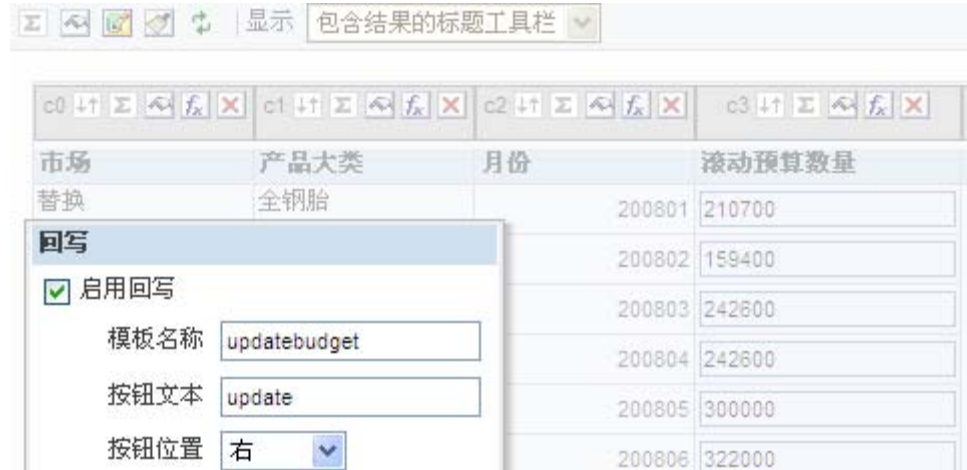 显示 包含结果的标题工具栏
c0 c1 c2 c3
市场 产品大类 月份 滚动预算数量
替换 全钢胎 200801 210700
回写
200802 159400
启用回写
200803 242600
模板名称 updatebudget
200804 242600
按钮文本 update
200805 300000
按钮位置 右
200806 322000